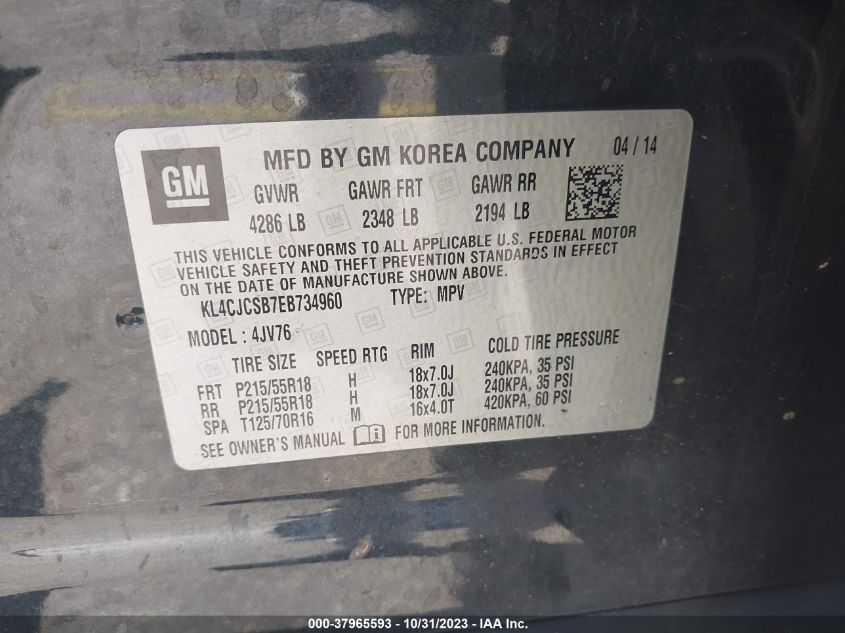 GM
MFD BY GM KOREA COMPANY 04 / 14
GVWR GAWR FRT GAWR RR
4286 LB 2348 LB 2194 LB
THIS VEHICLE CONFORMS TO ALL APPLICABLE U.S. FEDERAL MOTOR
VEHICLE SAFETY AND THEFT PREVENTION STANDARDS IN EFFECT
ON THE DATE OF MANUFACTURE SHOWN ABOVE.
KL4CJCSB7EB734960 TYPE: MPV
MODEL : 4JV76
TIRE SIZE SPEED RTG RIM COLD TIRE PRESSURE
FRT P215/55R18 H 18x7.0J 240KPA, 35 PSI
RR P215/55R18 H 18x7.0J 240KPA, 35 PSI
SPA T125/70R16 M 16x4.0T 420KPA, 60 PSI
SEE OWNER'S MANUAL FOR MORE INFORMATION.
000-37965593 - 10/31/2023 - IAA Inc.